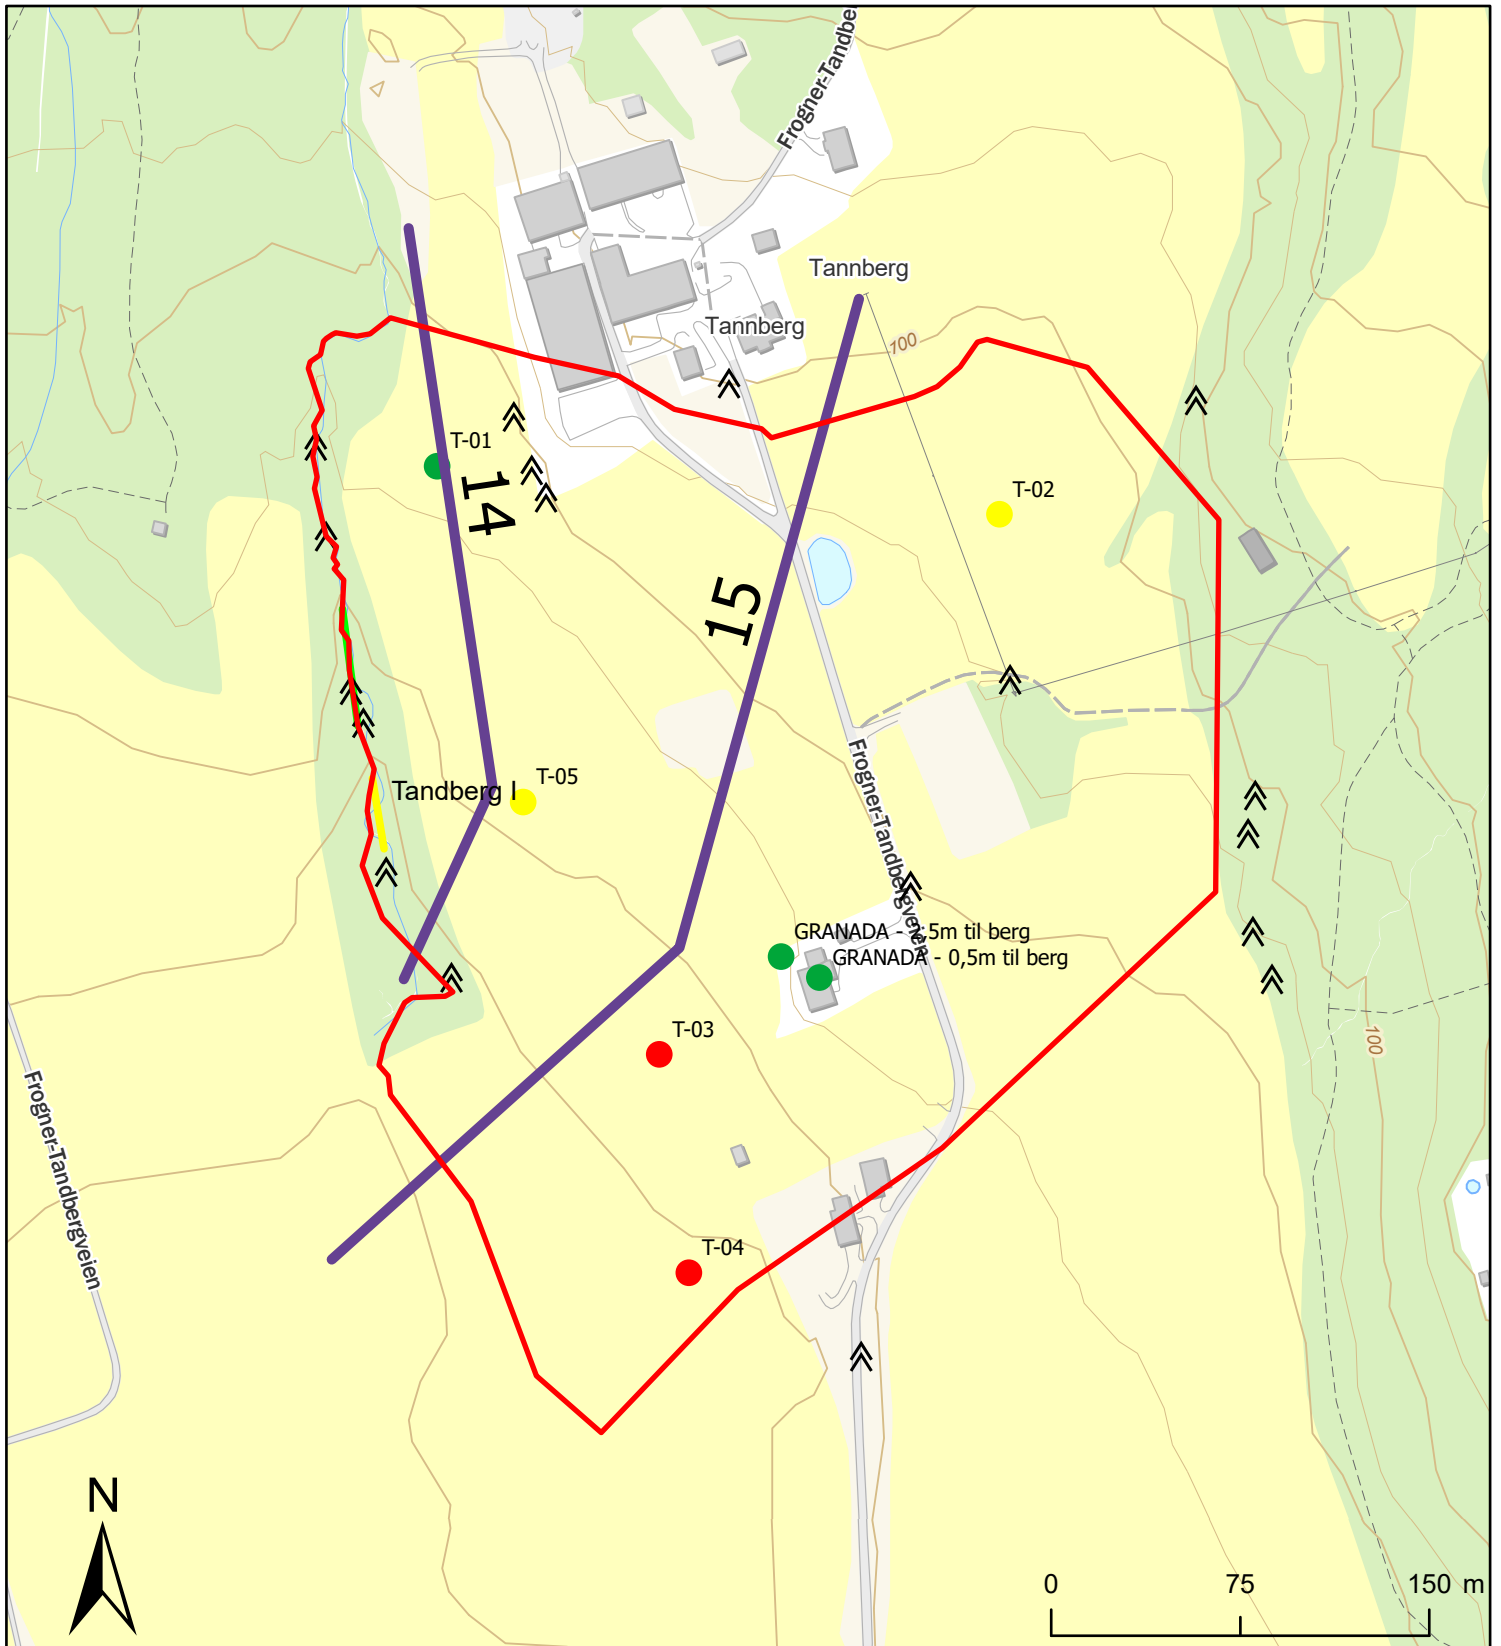 Frogner-Tandbe
Tannberg
Tannberg
100
T-01
14
T-02
15
Frogner-Tandbergveien
Tandberg I
T-05
GRANADA - ,5m til berg
GRANADA - 0,5m til berg
T-03
100
Frogner-Tandbergveien
T-04
N
0 75 150 m